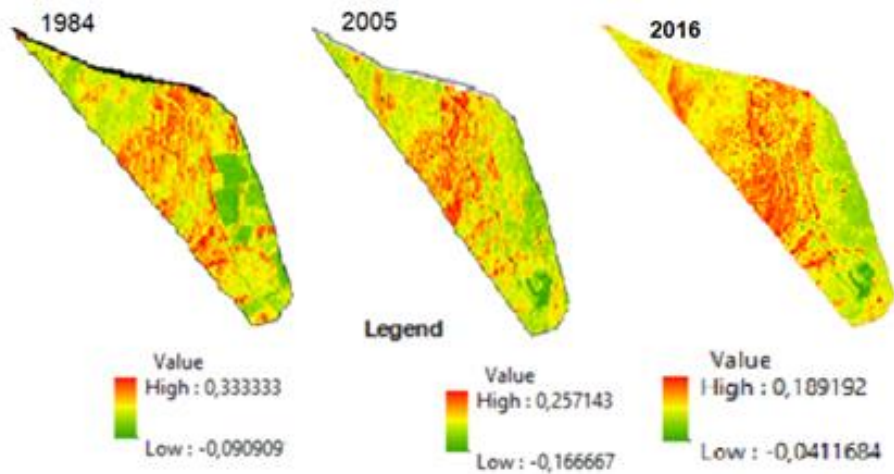 1984
2005
2016
Legend
Value
High : 0,333333
Low : -0,090909
Value
High : 0,257143
Low : -0,166667
Value
High : 0,189192
Low : -0,0411684